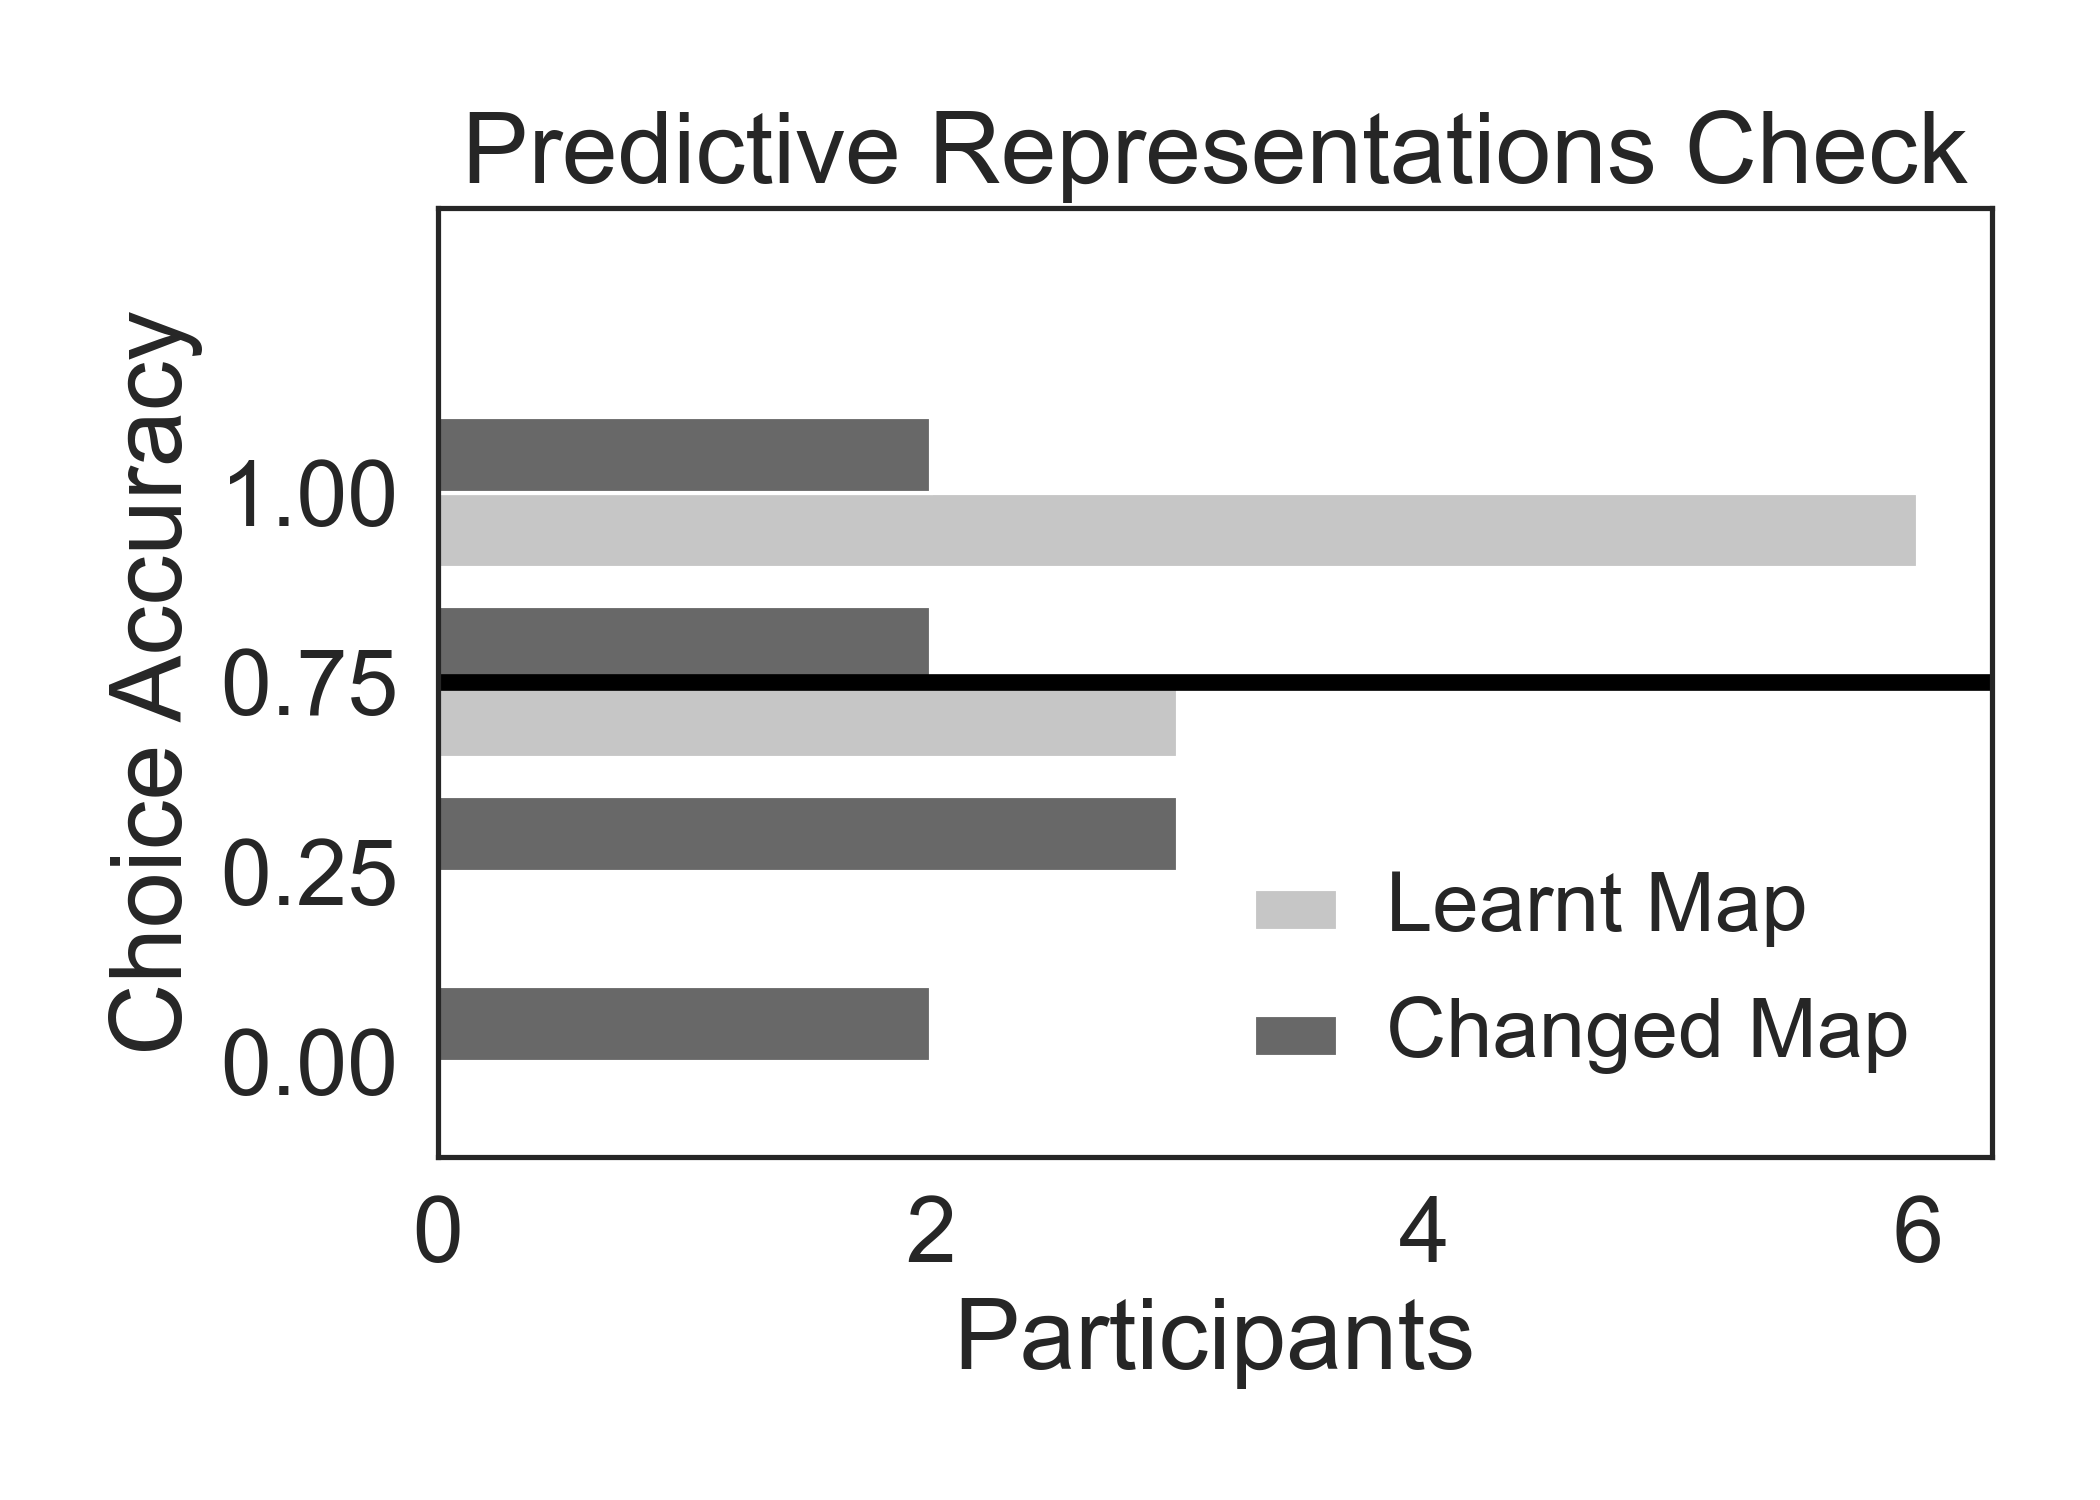 Predictive Representations Check
Choice Accuracy
1.00
0.75
0.25
0.00
Learnt Map
Changed Map
0 2 4 6
Participants